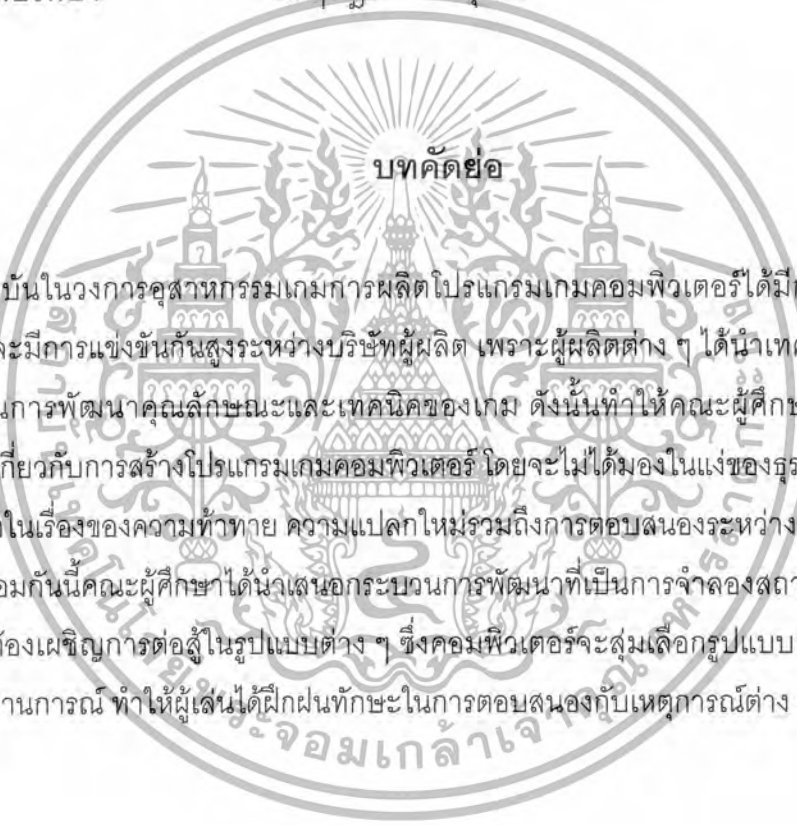 บทคัดย่อ
บันในวงการอุตสาหกรรมเกมการผลิตโปรแกรมเกมคอมพิวเตอร์ได้มี
ละมีการแข่งขันกันสูงระหว่างบริษัทผู้ผลิต เพราะผู้ผลิตต่าง ๆ ได้นำเทค
นการพัฒนาคุณลักษณะและเทคนิคของเกม ดังนั้นทำให้คณะผู้ศึกษ
เกี่ยวกับการสร้างโปรแกรมเกมคอมพิวเตอร์ โดยจะไม่ได้มองในแง่ของธุร
ในเรื่องของความท้าทาย ความแปลกใหม่รวมถึงการตอบสนองระหว่าง
อมกันนี้คณะผู้ศึกษาได้นำเสนอกระบวนการพัฒนาที่เป็นการจำลองสถา
ต้องเผชิญการต่อสู้ในรูปแบบต่าง ๆ ซึ่งคอมพิวเตอร์จะสุ่มเลือกรูปแบบ
านการณ์ ทำให้ผู้เล่นได้ฝึกฝนทักษะในการตอบสนองกับเหตุการณ์ต่าง